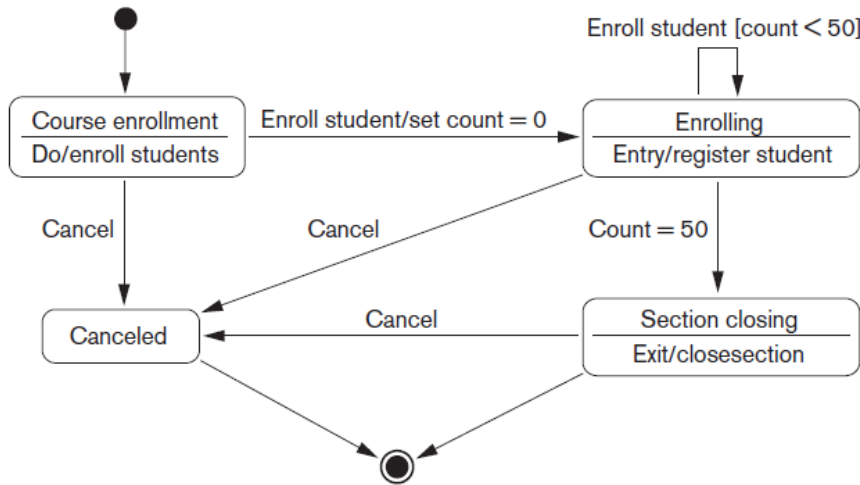 Enroll student [count < 50]
Course enrollment
Do/enroll students
Enroll student/set count = 0
Enrolling
Entry/register student
Cancel
Cancel
Count = 50
Canceled
Cancel
Section closing
Exit/closesection